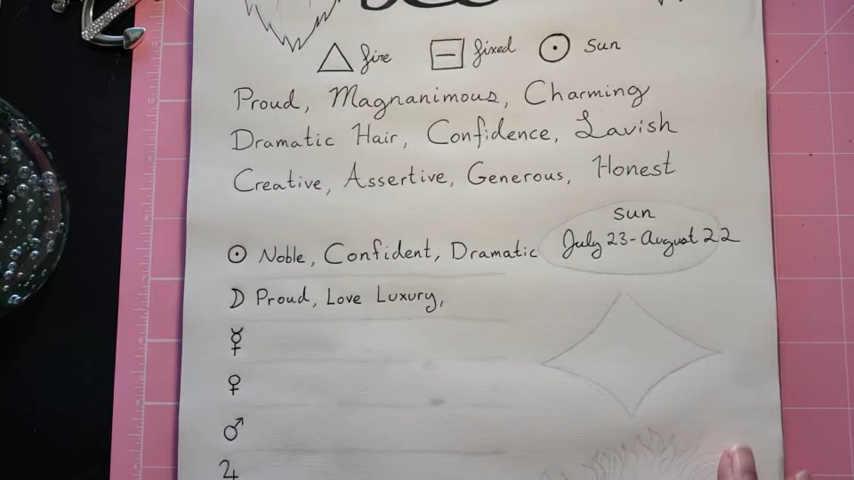 fire fixed Sun
Proud, Magnanimous, Charming
Dramatic Hair, Confidence, Lavish
Creative, Assertive, Generous, Honest
Sun
July 23-August 22
☉ Noble, Confident, Dramatic
☽ Proud, Love Luxury,
☿
♀
♂
♃